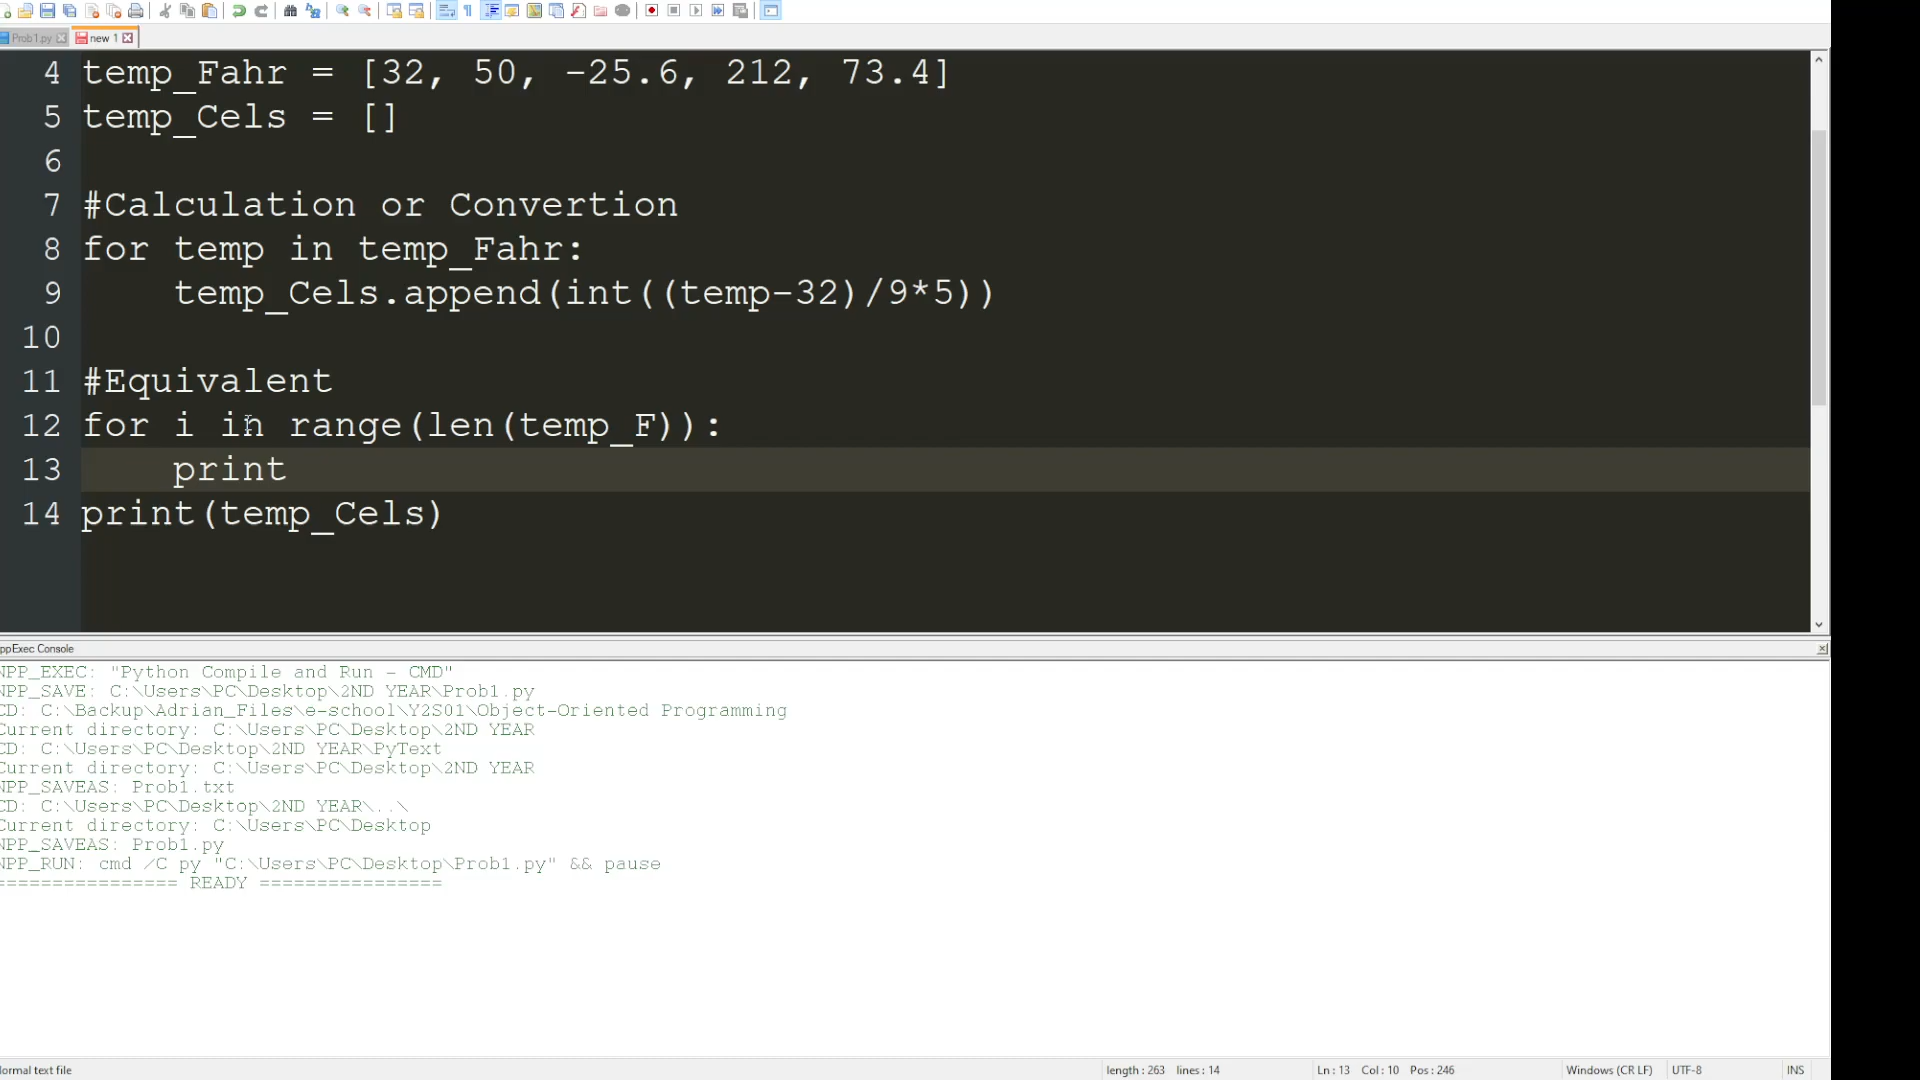 Prob1.py new 1
4 temp_Fahr = [32, 50, -25.6, 212, 73.4]
5 temp_Cels = []
6
7 #Calculation or Convertion
8 for temp in temp_Fahr:
9 temp_Cels.append(int((temp-32)/9*5))
10
11 #Equivalent
12 for i in range(len(temp_F)):
13 print
14 print(temp_Cels)
ppExec Console
NPP_EXEC: "Python Compile and Run - CMD"
NPP_SAVE: C:\Users\PC\Desktop\2ND YEAR\Prob1.py
CD: C:\Backup\Adrian_Files\e-school\Y2S01\Object-Oriented Programming
Current directory: C:\Users\PC\Desktop\2ND YEAR
CD: C:\Users\PC\Desktop\2ND YEAR\PyText
Current directory: C:\Users\PC\Desktop\2ND YEAR
NPP_SAVEAS: Prob1.txt
CD: C:\Users\PC\Desktop\2ND YEAR\..\
Current directory: C:\Users\PC\Desktop
NPP_SAVEAS: Prob1.py
NPP_RUN: cmd /C py "C:\Users\PC\Desktop\Prob1.py" && pause
================ READY ================
Normal text file length : 263 lines : 14 Ln : 13 Col : 10 Pos : 246 Windows (CR LF) UTF-8 INS